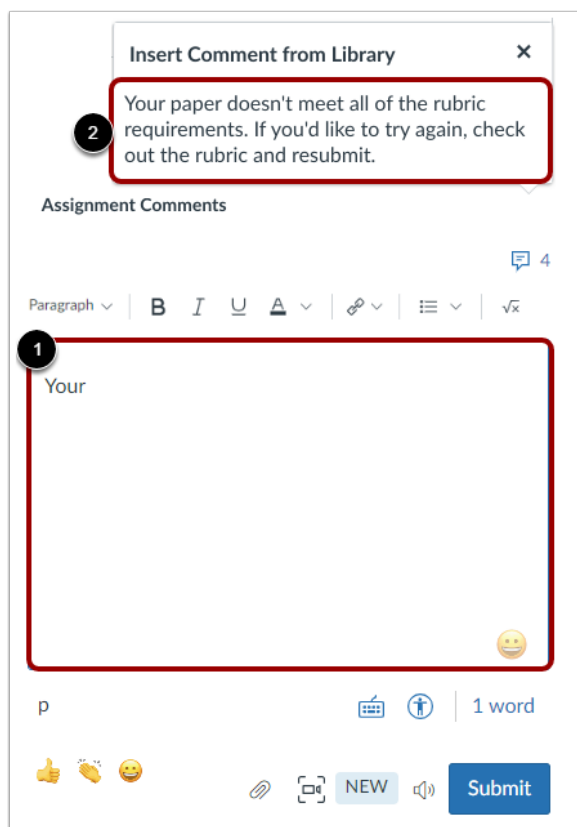 Insert Comment from Library ×
2
Your paper doesn't meet all of the rubric
requirements. If you'd like to try again, check
out the rubric and resubmit.
Assignment Comments
4
Paragraph B I U A √x
1
Your
p 1 word
NEW Submit